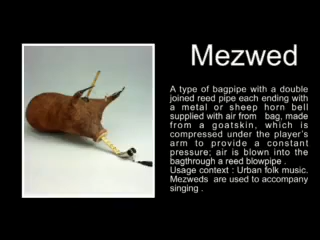 Mezwed
A type of bagpipe with a double
joined reed pipe each ending with
a metal or sheep horn bell
supplied with air from bag, made
from a goatskin, which is
compressed under the player's
arm to provide a constant
pressure; air is blown into the
bagthrough a reed blowpipe .
Usage context : Urban folk music.
Mezweds are used to accompany
singing .